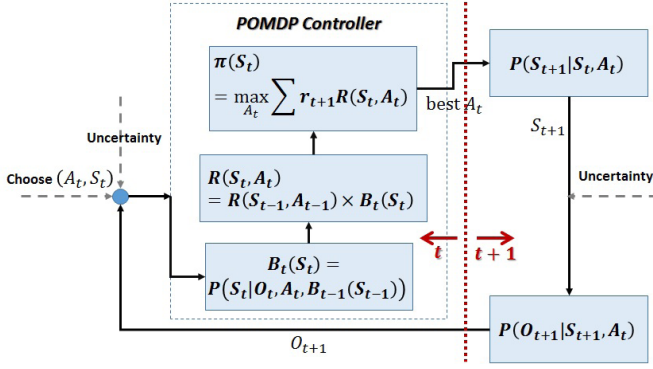 POMDP Controller
π(S_t)
= max_{A_t} ∑ r_{t+1} R(S_t, A_t)
P(S_{t+1}|S_t, A_t)
best A_t
S_{t+1}
Uncertainty
Choose (A_t, S_t)
R(S_t, A_t)
= R(S_{t-1}, A_{t-1}) × B_t(S_t)
Uncertainty
t
t + 1
B_t(S_t) =
P(S_t|O_t, A_t, B_{t-1}(S_{t-1}))
P(O_{t+1}|S_{t+1}, A_t)
O_{t+1}